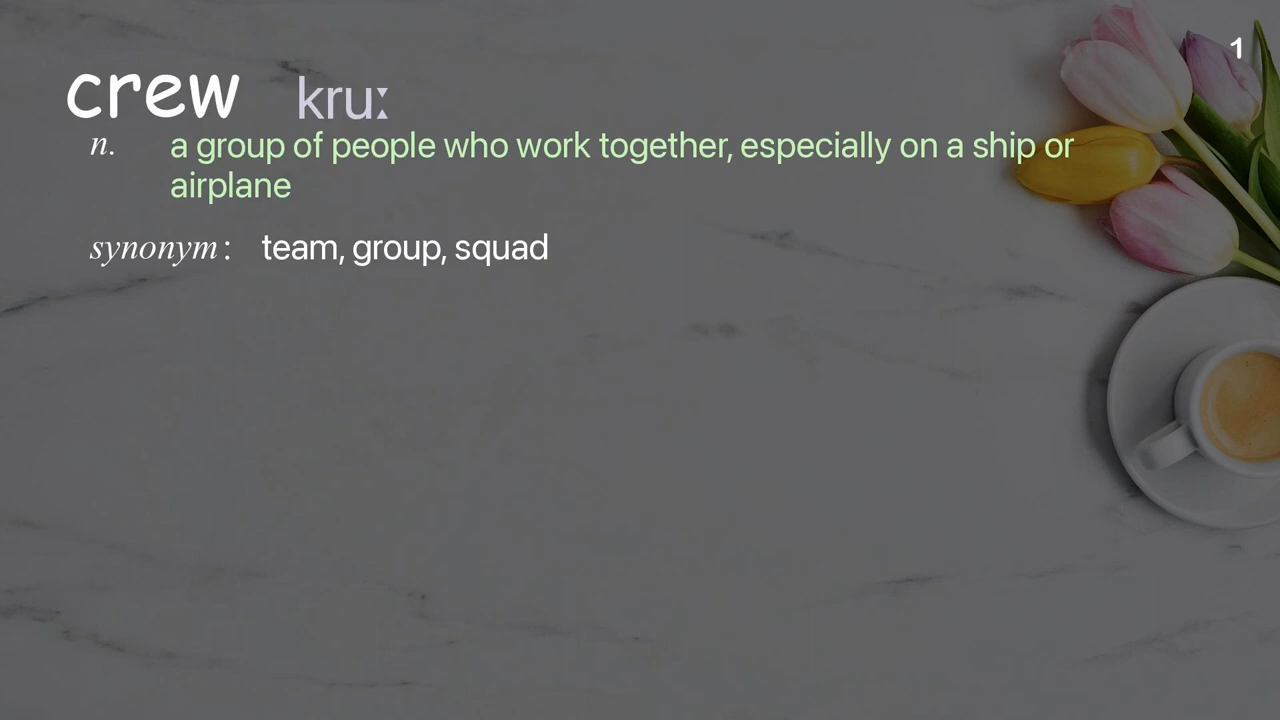 1
crew kruː
n. a group of people who work together, especially on a ship or
airplane
synonym: team, group, squad